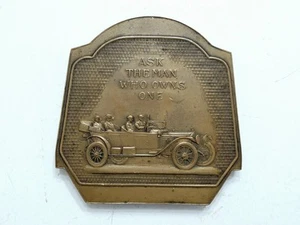 ASK
THE MAN
WHO OWNS
ONE